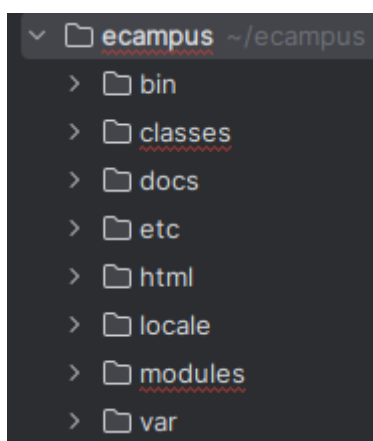 ecampus ~/ecampus
bin
classes
docs
etc
html
locale
modules
var